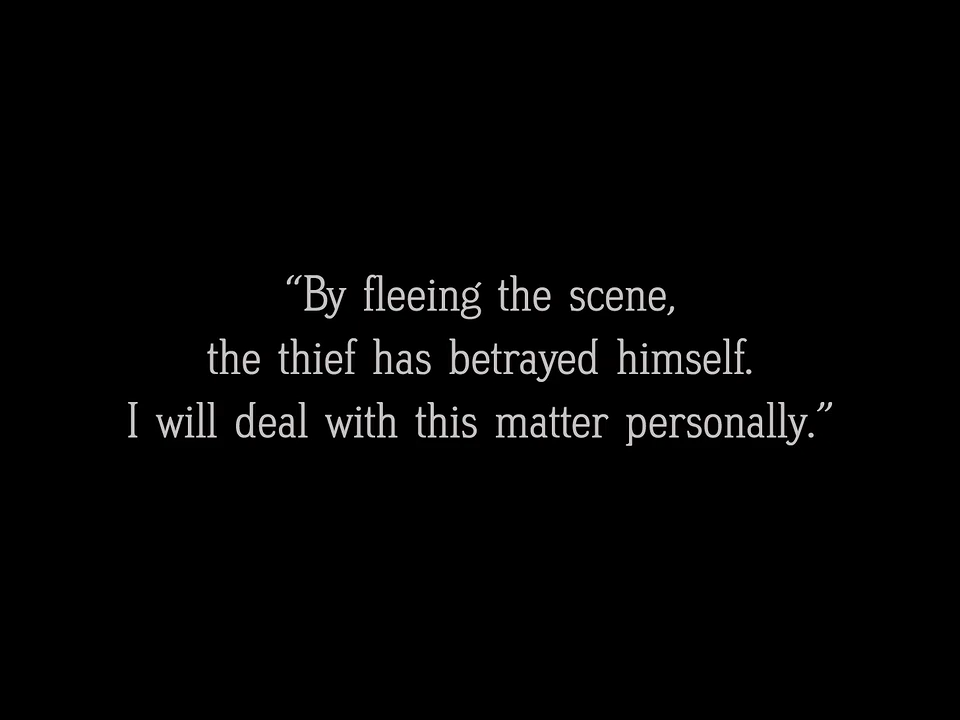 “By fleeing the scene,
the thief has betrayed himself.
I will deal with this matter personally.”